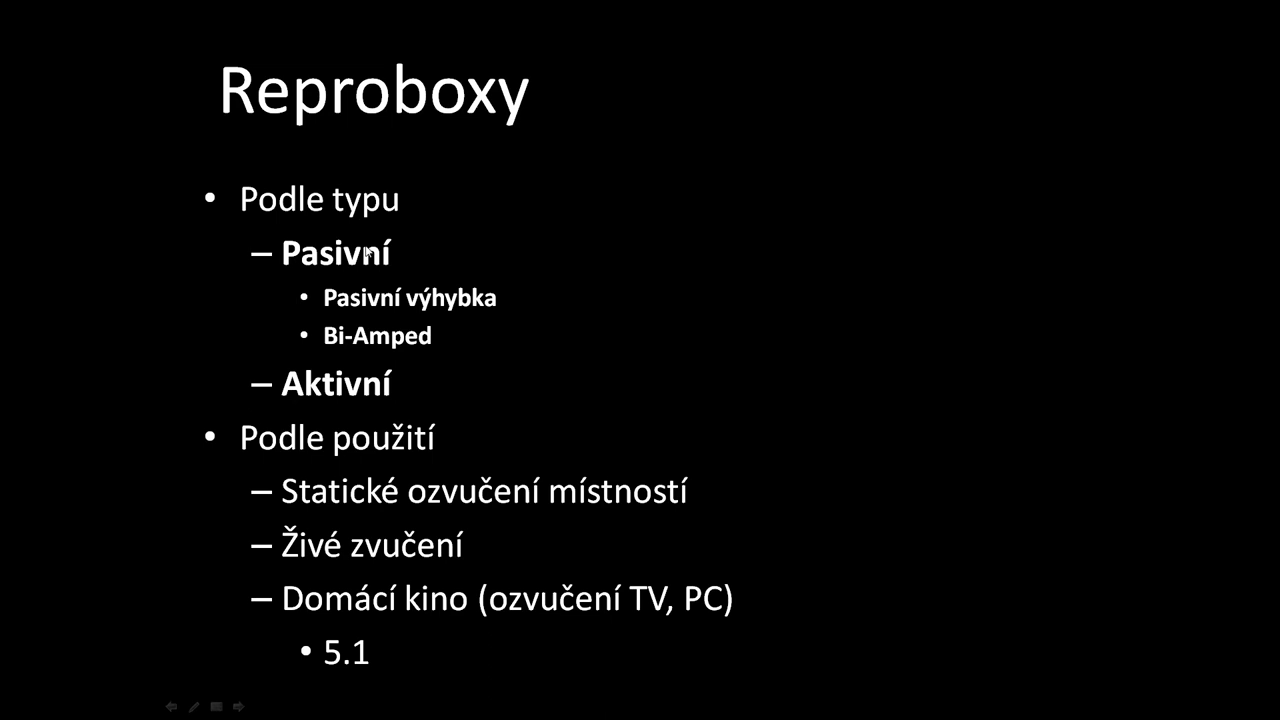 Reproboxy
• Podle typu
– Pasivní
• Pasivní výhybka
• Bi-Amped
– Aktivní
• Podle použití
– Statické ozvučení místností
– Živé zvučení
– Domácí kino (ozvučení TV, PC)
• 5.1